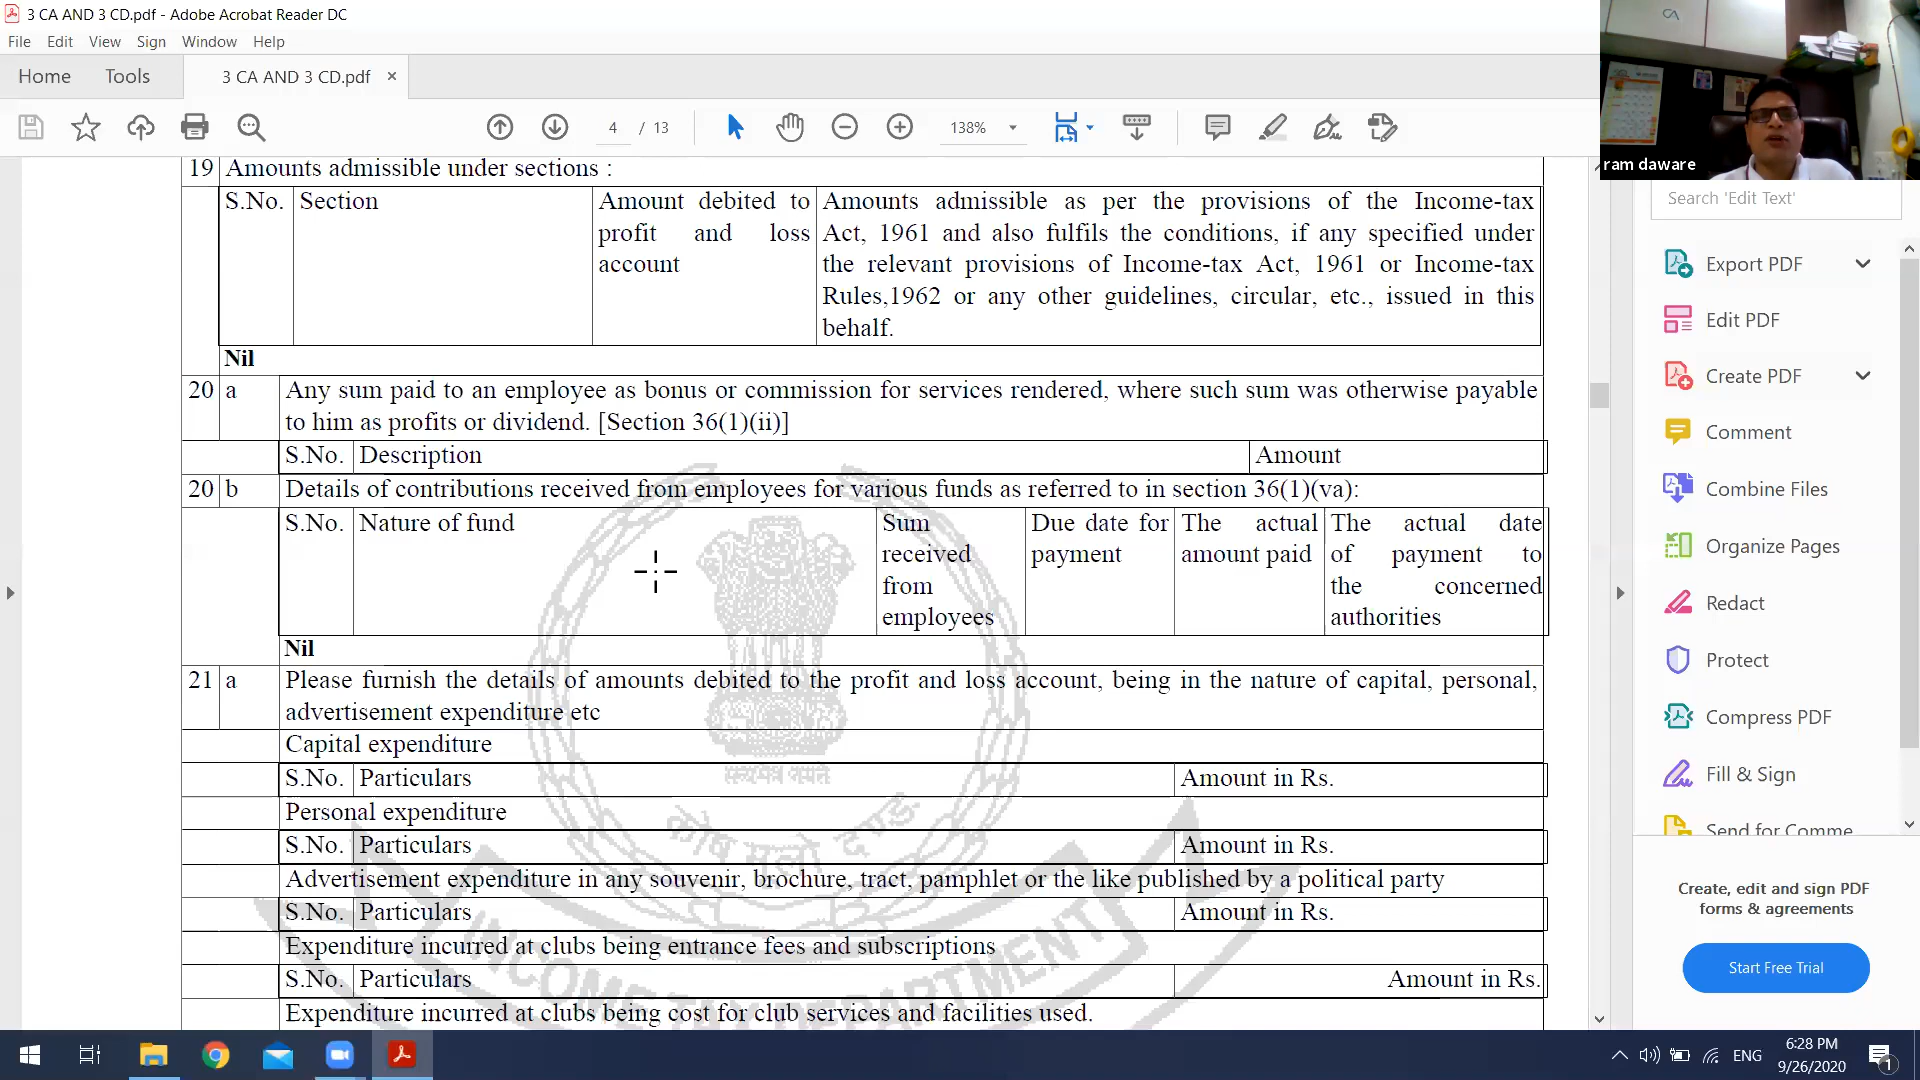 3 CA AND 3 CD.pdf - Adobe Acrobat Reader DC
File Edit View Sign Window Help
Home Tools 3 CA AND 3 CD.pdf ×
4 / 13 138%
CA
ram daware
19 Amounts admissible under sections :
S.No. Section Amount debited to profit and loss account Amounts admissible as per the provisions of the Income-tax
Act, 1961 and also fulfils the conditions, if any specified under
the relevant provisions of Income-tax Act, 1961 or Income-tax
Rules,1962 or any other guidelines, circular, etc., issued in this
behalf.
Nil
20 a Any sum paid to an employee as bonus or commission for services rendered, where such sum was otherwise payable
to him as profits or dividend. [Section 36(1)(ii)]
S.No. Description Amount
20 b Details of contributions received from employees for various funds as referred to in section 36(1)(va):
S.No. Nature of fund Sum received from employees Due date for payment The actual amount paid The actual date of payment to the concerned authorities
Nil
21 a Please furnish the details of amounts debited to the profit and loss account, being in the nature of capital, personal,
advertisement expenditure etc
Capital expenditure
S.No. Particulars Amount in Rs.
Personal expenditure
S.No. Particulars Amount in Rs.
Advertisement expenditure in any souvenir, brochure, tract, pamphlet or the like published by a political party
S.No. Particulars Amount in Rs.
Expenditure incurred at clubs being entrance fees and subscriptions
S.No. Particulars Amount in Rs.
Expenditure incurred at clubs being cost for club services and facilities used.
सत्यमेव जयते
कोष मूलो दण्ड
INCOME TAX DEPARTMENT
Search 'Edit Text'
Export PDF
Edit PDF
Create PDF
Comment
Combine Files
Organize Pages
Redact
Protect
Compress PDF
Fill & Sign
Send for Comme
Create, edit and sign PDF
forms & agreements
Start Free Trial
ENG
6:28 PM
9/26/2020
1